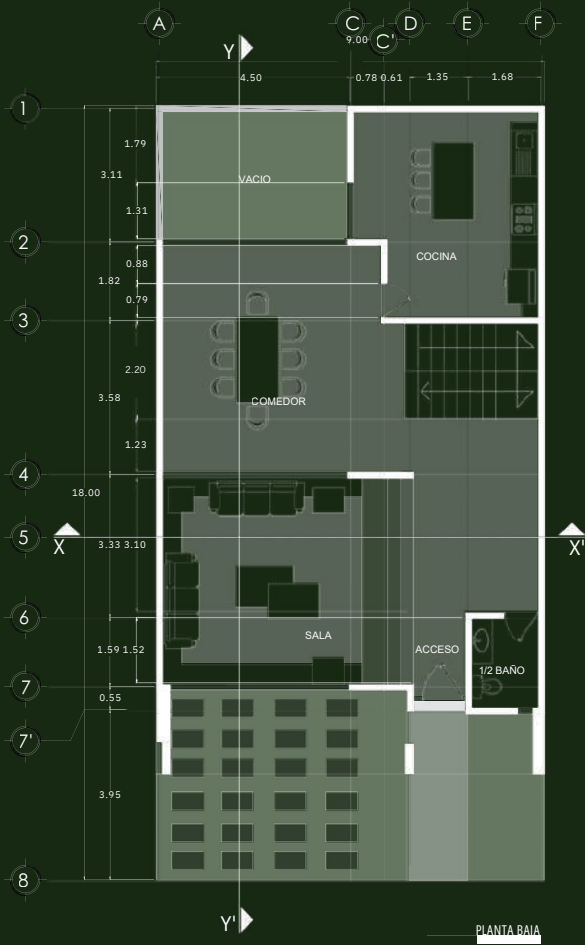 A C D E F
Y 9.00 C'
4.50 0.78 0.61 1.35 1.68
1
1.79
3.11
VACIO
1.31
2
0.88
COCINA
1.82
0.79
3
2.20
3.58
COMEDOR
1.23
4
18.00
5
X 3.33 3.10 X'
6
SALA
1.59 1.52 ACCESO
1/2 BAÑO
7
0.55
7'
3.95
8
Y'
PLANTA BAJA